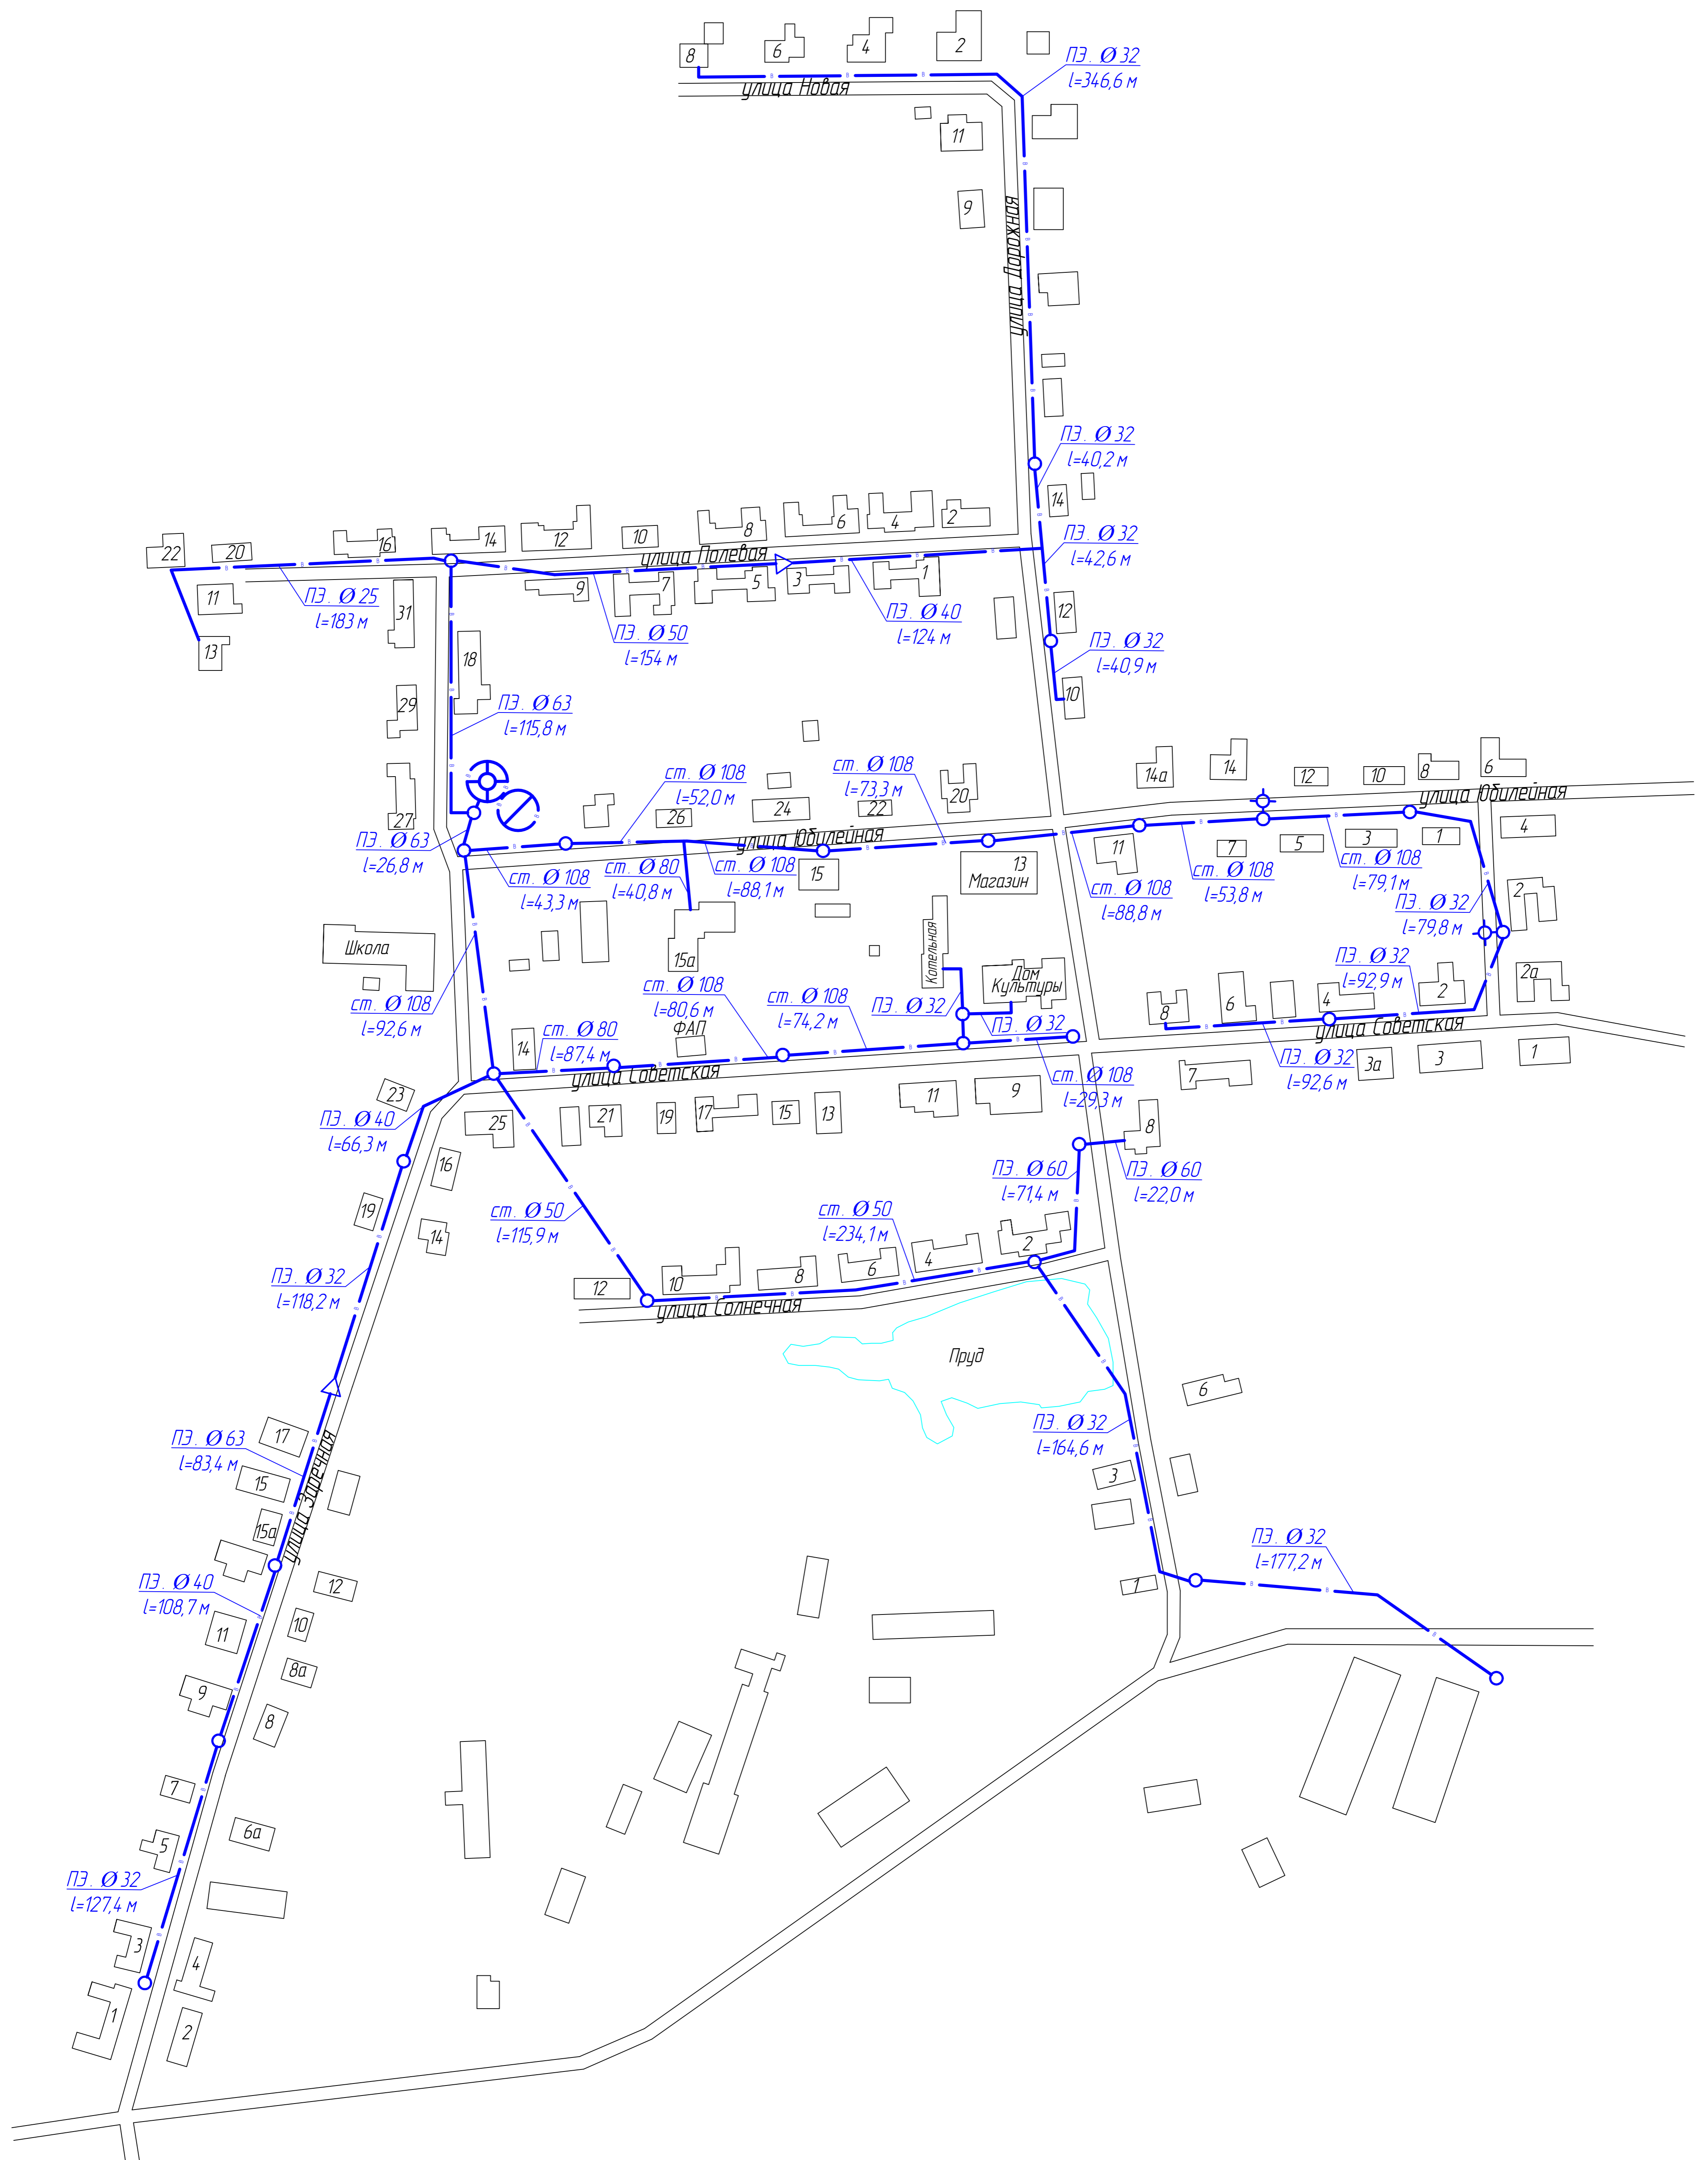 8
6
4
2
ПЭ. Ø 32
l=346,6 м
улица Новая
11
9
улица Дорожная
ПЭ. Ø 32
l=40,2 м
14
ПЭ. Ø 32
l=42,6 м
22
20
16
14
12
10
8
6
4
2
улица Полевая
11
13
ПЭ. Ø 25
l=183 м
31
9
7
5
3
1
ПЭ. Ø 50
l=154 м
ПЭ. Ø 40
l=124 м
12
ПЭ. Ø 32
l=40,9 м
10
18
29
ПЭ. Ø 63
l=115,8 м
27
ПЭ. Ø 63
l=26,8 м
ст. Ø 108
l=52,0 м
ст. Ø 108
l=73,3 м
26
24
22
20
14а
14
12
10
8
6
улица Юбилейная
улица Юбилейная
4
ст. Ø 108
l=43,3 м
ст. Ø 80
l=40,8 м
ст. Ø 108
l=88,1 м
15
13
Магазин
11
7
5
3
1
ст. Ø 108
l=88,8 м
ст. Ø 108
l=53,8 м
ст. Ø 108
l=79,1 м
ПЭ. Ø 32
l=79,8 м
2
Школа
15а
Котельная
Дом
Культуры
ст. Ø 108
l=92,6 м
ст. Ø 108
l=80,6 м
ФАП
ст. Ø 108
l=74,2 м
ПЭ. Ø 32
ПЭ. Ø 32
ПЭ. Ø 32
l=92,9 м
8
6
4
2
2а
14
ст. Ø 80
l=87,4 м
улица Советская
улица Советская
ст. Ø 108
l=29,3 м
7
ПЭ. Ø 32
l=92,6 м
3а
3
1
23
25
21
19
17
15
13
11
9
8
ПЭ. Ø 40
l=66,3 м
16
19
14
ст. Ø 50
l=115,9 м
ст. Ø 50
l=234,1 м
ПЭ. Ø 60
l=71,4 м
ПЭ. Ø 60
l=22,0 м
12
10
8
6
4
2
улица Солнечная
ПЭ. Ø 32
l=118,2 м
Пруд
6
ПЭ. Ø 32
l=164,6 м
3
1
ПЭ. Ø 32
l=177,2 м
17
ПЭ. Ø 63
l=83,4 м
15
15а
улица Заречная
ПЭ. Ø 40
l=108,7 м
12
11
10
8а
9
8
7
6а
5
ПЭ. Ø 32
l=127,4 м
3
4
1
2